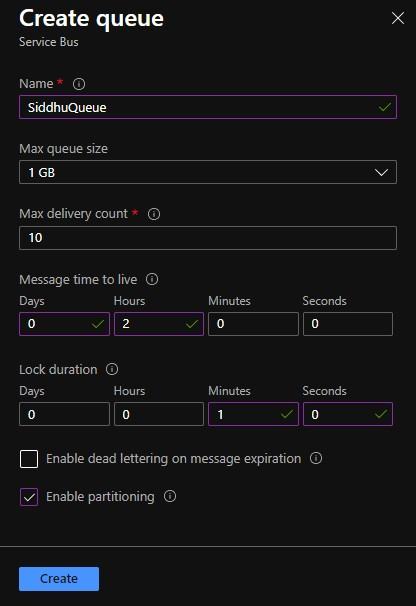 Create queue
Service Bus
Name *
SiddhuQueue
Max queue size
1 GB
Max delivery count *
10
Message time to live
Days Hours Minutes Seconds
0 2 0 0
Lock duration
Days Hours Minutes Seconds
0 0 1 0
Enable dead lettering on message expiration
Enable partitioning
Create